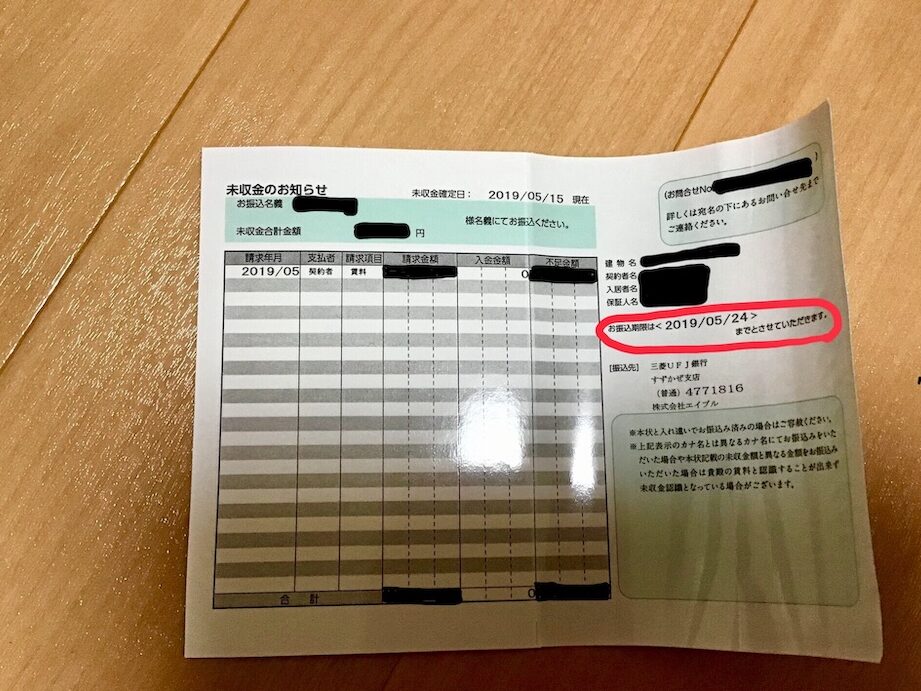 未収金のお知らせ
未収金確定日： 2019/05/15 現在
お振込名義
様名義にてお振込ください。
未収金合計金額 円
請求年月 支払者 請求項目 請求金額 入金金額 不足金額
2019/05 契約者 賃料 0
合 計 0
(お問合せNo )
詳しくは宛名の下にあるお問い合せ先まで
ご連絡ください。
建 物 名
契約者名
入居者名
保証人名
お振込期限は<2019/05/24>
までとさせていただきます。
[振込先] 三菱UFJ銀行
すずかぜ支店
(普通) 4771816
株式会社エイブル
※本状と入れ違いでお振込み済みの場合はご容赦ください。
※上記表示のカナ名とは異なるカナ名にてお振込みをいた
だいた場合や本状記載の未収金額と異なる金額をお振込み
いただいた場合は貴殿の賃料と認識することが出来ず
未収金認識となっている場合がございます。